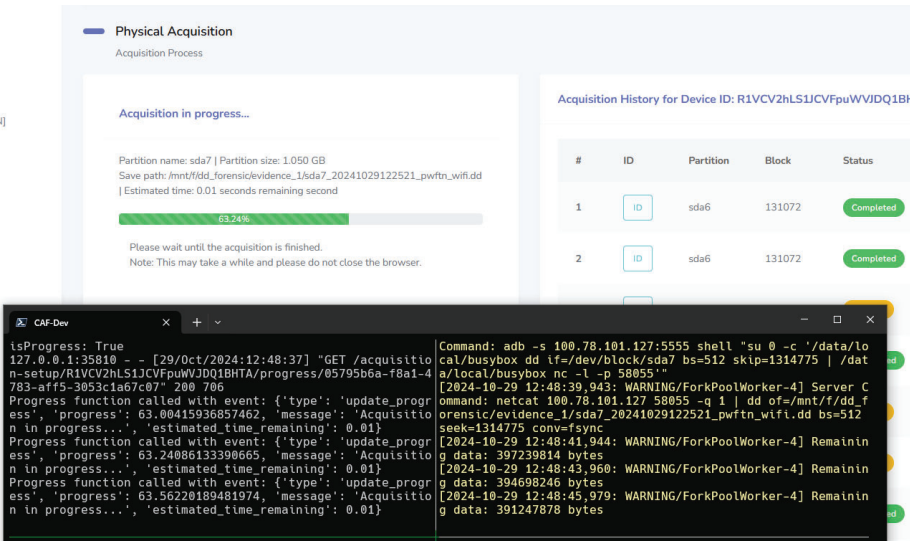 Physical Acquisition
Acquisition Process
Acquisition in progress...
Partition name: sda7 | Partition size: 1.050 GB
Save path: /mnt/f/dd_forensic/evidence_1/sda7_20241029122521_pwftn_wifi.dd
| Estimated time: 0.01 seconds remaining second
63.24%
Please wait until the acquisition is finished.
Note: This may take a while and please do not close the browser.
Acquisition History for Device ID: R1VCV2hLS1JCVFpuWVJDQ1BH
# ID Partition Block Status
1 ID sda6 131072 Completed
2 ID sda6 131072 Completed
CAF-Dev
isProgress: True
127.0.0.1:35810 - - [29/Oct/2024:12:48:37] "GET /acquisitio
n-setup/R1VCV2hLS1JCVFpuWVJDQ1BHTA/progress/05795b6a-f8a1-4
783-aff5-3053c1a67c07" 200 706
Progress function called with event: {'type': 'update_progr
ess', 'progress': 63.00415936857462, 'message': 'Acquisitio
n in progress...', 'estimated_time_remaining': 0.01}
Progress function called with event: {'type': 'update_progr
ess', 'progress': 63.24086133390665, 'message': 'Acquisitio
n in progress...', 'estimated_time_remaining': 0.01}
Progress function called with event: {'type': 'update_progr
ess', 'progress': 63.56220189481974, 'message': 'Acquisitio
n in progress...', 'estimated_time_remaining': 0.01}
Command: adb -s 100.78.101.127:5555 shell "su 0 -c '/data/lo
cal/busybox dd if=/dev/block/sda7 bs=512 skip=1314775 | /dat
a/local/busybox nc -l -p 58055'"
[2024-10-29 12:48:39,943: WARNING/ForkPoolWorker-4] Server C
ommand: netcat 100.78.101.127 58055 -q 1 | dd of=/mnt/f/dd_f
orensic/evidence_1/sda7_20241029122521_pwftn_wifi.dd bs=512
seek=1314775 conv=fsync
[2024-10-29 12:48:41,944: WARNING/ForkPoolWorker-4] Remainin
g data: 397239814 bytes
[2024-10-29 12:48:43,960: WARNING/ForkPoolWorker-4] Remainin
g data: 394698246 bytes
[2024-10-29 12:48:45,979: WARNING/ForkPoolWorker-4] Remainin
g data: 391247878 bytes